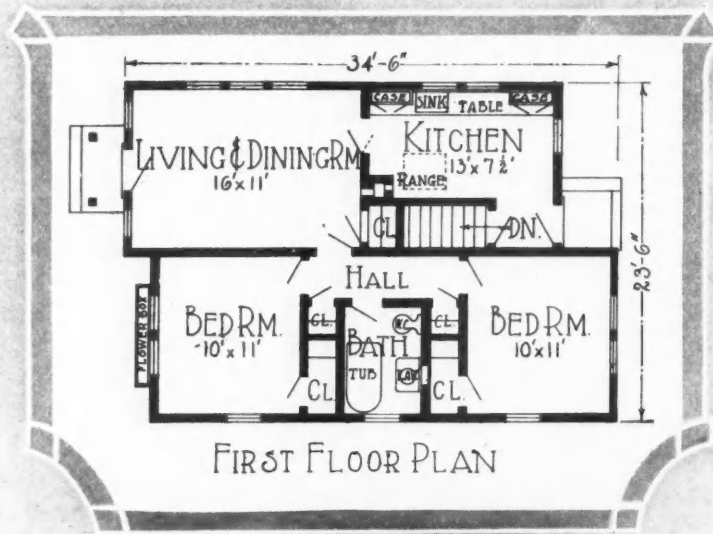 34'-6"
CASE SINK TABLE CASE
KITCHEN
13'x 7½'
LIVING & DINING RM.
16'x 11'
RANGE
CL. DN.
23'-6"
HALL
FLOWER BOX
BED RM.
10'x 11'
CL.
W.C.
CL.
BATH
BED RM.
10'x 11'
CL. TUB LAV. CL.
FIRST FLOOR PLAN